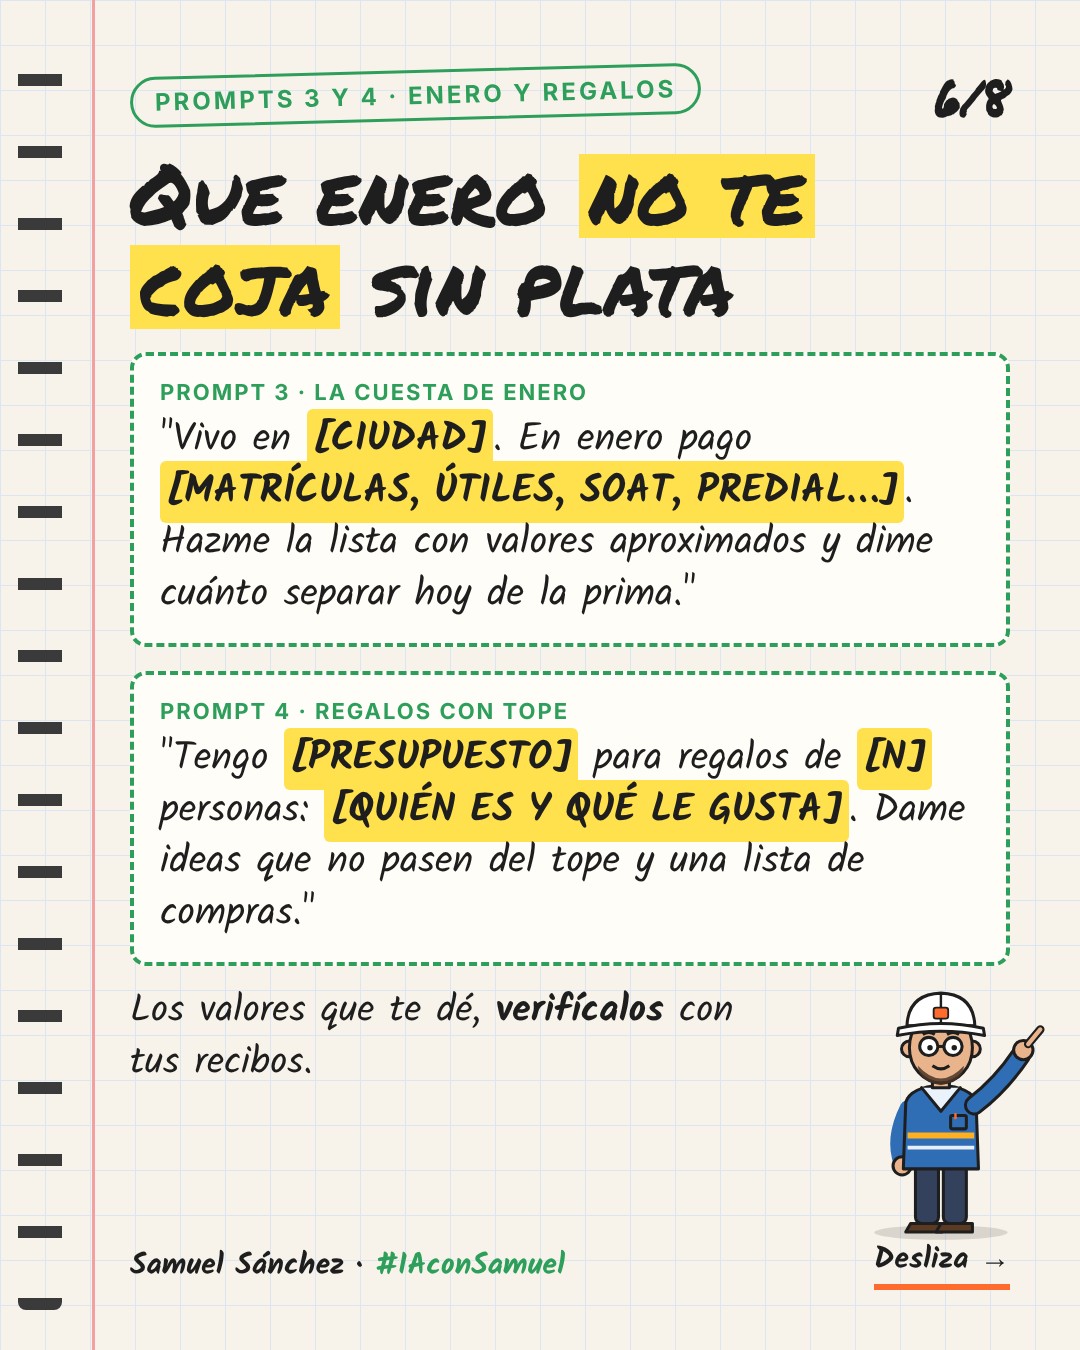 PROMPTS 3 Y 4 · ENERO Y REGALOS
6/8
QUE ENERO NO TE
COJA SIN PLATA
PROMPT 3 · LA CUESTA DE ENERO
"Vivo en [CIUDAD]. En enero pago
[MATRÍCULAS, ÚTILES, SOAT, PREDIAL...].
Hazme la lista con valores aproximados y dime
cuánto separar hoy de la prima."
PROMPT 4 · REGALOS CON TOPE
"Tengo [PRESUPUESTO] para regalos de [N]
personas: [QUIÉN ES Y QUÉ LE GUSTA]. Dame
ideas que no pasen del tope y una lista de
compras."
Los valores que te dé, verifícalos con
tus recibos.
Samuel Sánchez · #IAconSamuel
Desliza →